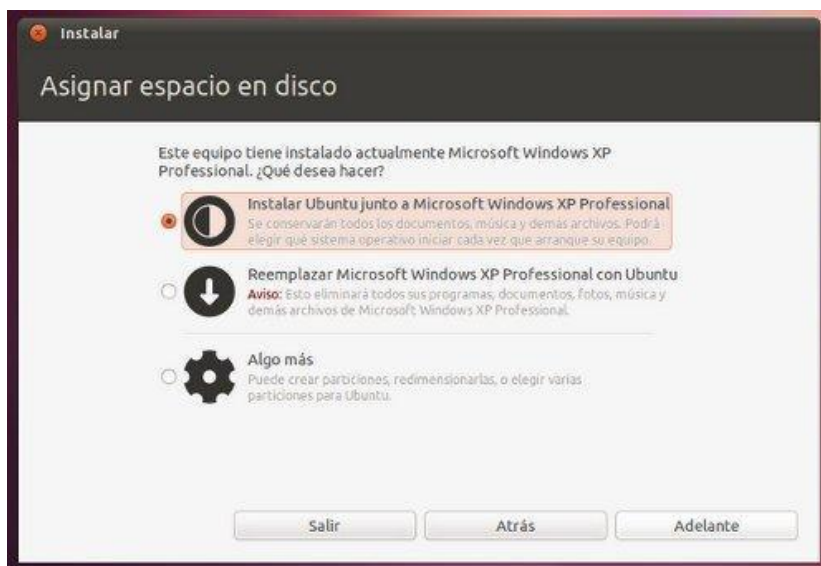 Instalar
Asignar espacio en disco
Este equipo tiene instalado actualmente Microsoft Windows XP
Professional. ¿Qué desea hacer?
Instalar Ubuntu junto a Microsoft Windows XP Professional
Se conservarán todos los documentos, música y demás archivos. Podrá
elegir qué sistema operativo iniciar cada vez que arranque su equipo.
Reemplazar Microsoft Windows XP Professional con Ubuntu
Aviso: Esto eliminará todos sus programas, documentos, fotos, música y
demás archivos de Microsoft Windows XP Professional.
Algo más
Puede crear particiones, redimensionarlas, o elegir varias
particiones para Ubuntu.
Salir
Atrás
Adelante